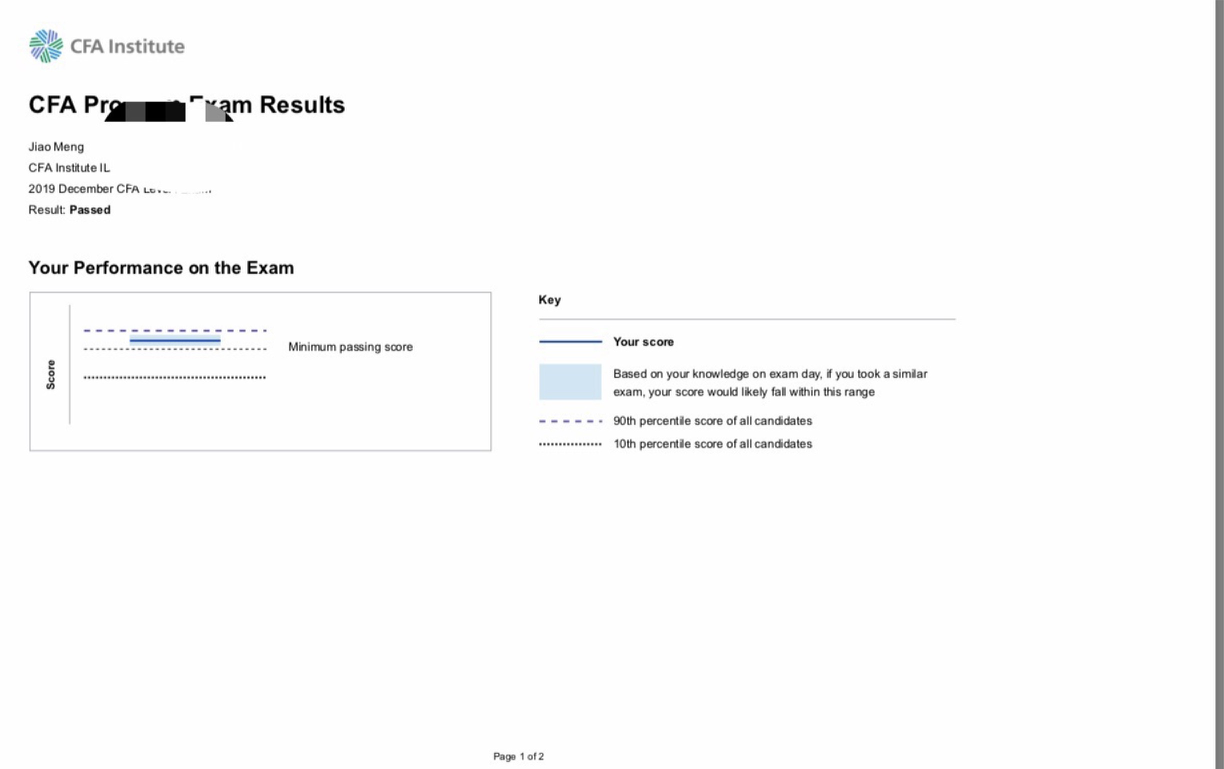 CFA Institute
CFA Exam Results
Jiao Meng
CFA Institute IL
2019 December CFA
Result: Passed
Your Performance on the Exam
Score
Minimum passing score
Key
Your score
Based on your knowledge on exam day, if you took a similar
exam, your score would likely fall within this range
90th percentile score of all candidates
10th percentile score of all candidates
Page 1 of 2